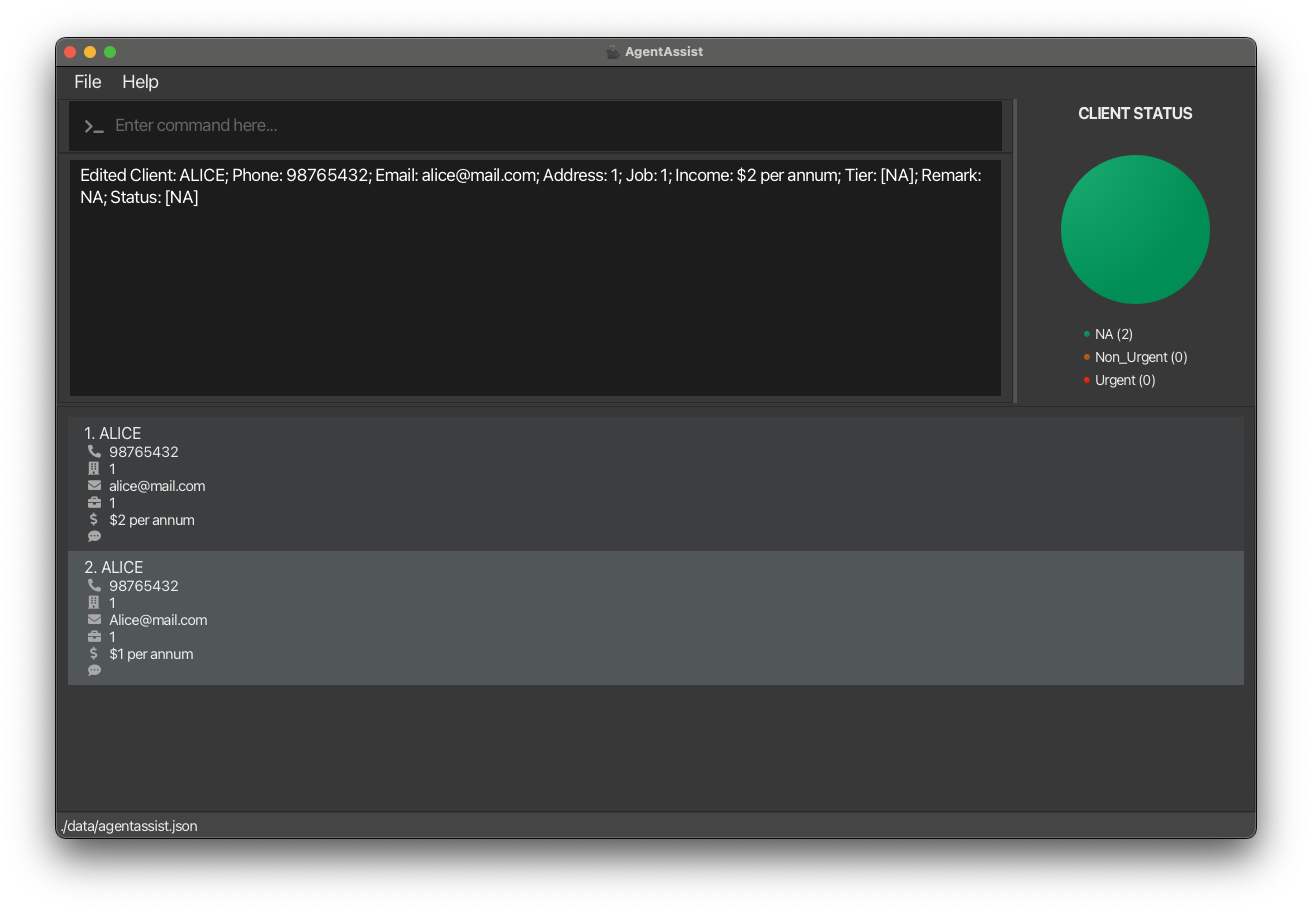 AgentAssist
File Help
Enter command here...
Edited Client: ALICE; Phone: 98765432; Email: alice@mail.com; Address: 1; Job: 1; Income: $2 per annum; Tier: [NA]; Remark:
NA; Status: [NA]
CLIENT STATUS
NA (2)
Non_Urgent (0)
Urgent (0)
1. ALICE
98765432
1
alice@mail.com
1
$2 per annum
2. ALICE
98765432
1
Alice@mail.com
1
$1 per annum
./data/agentassist.json